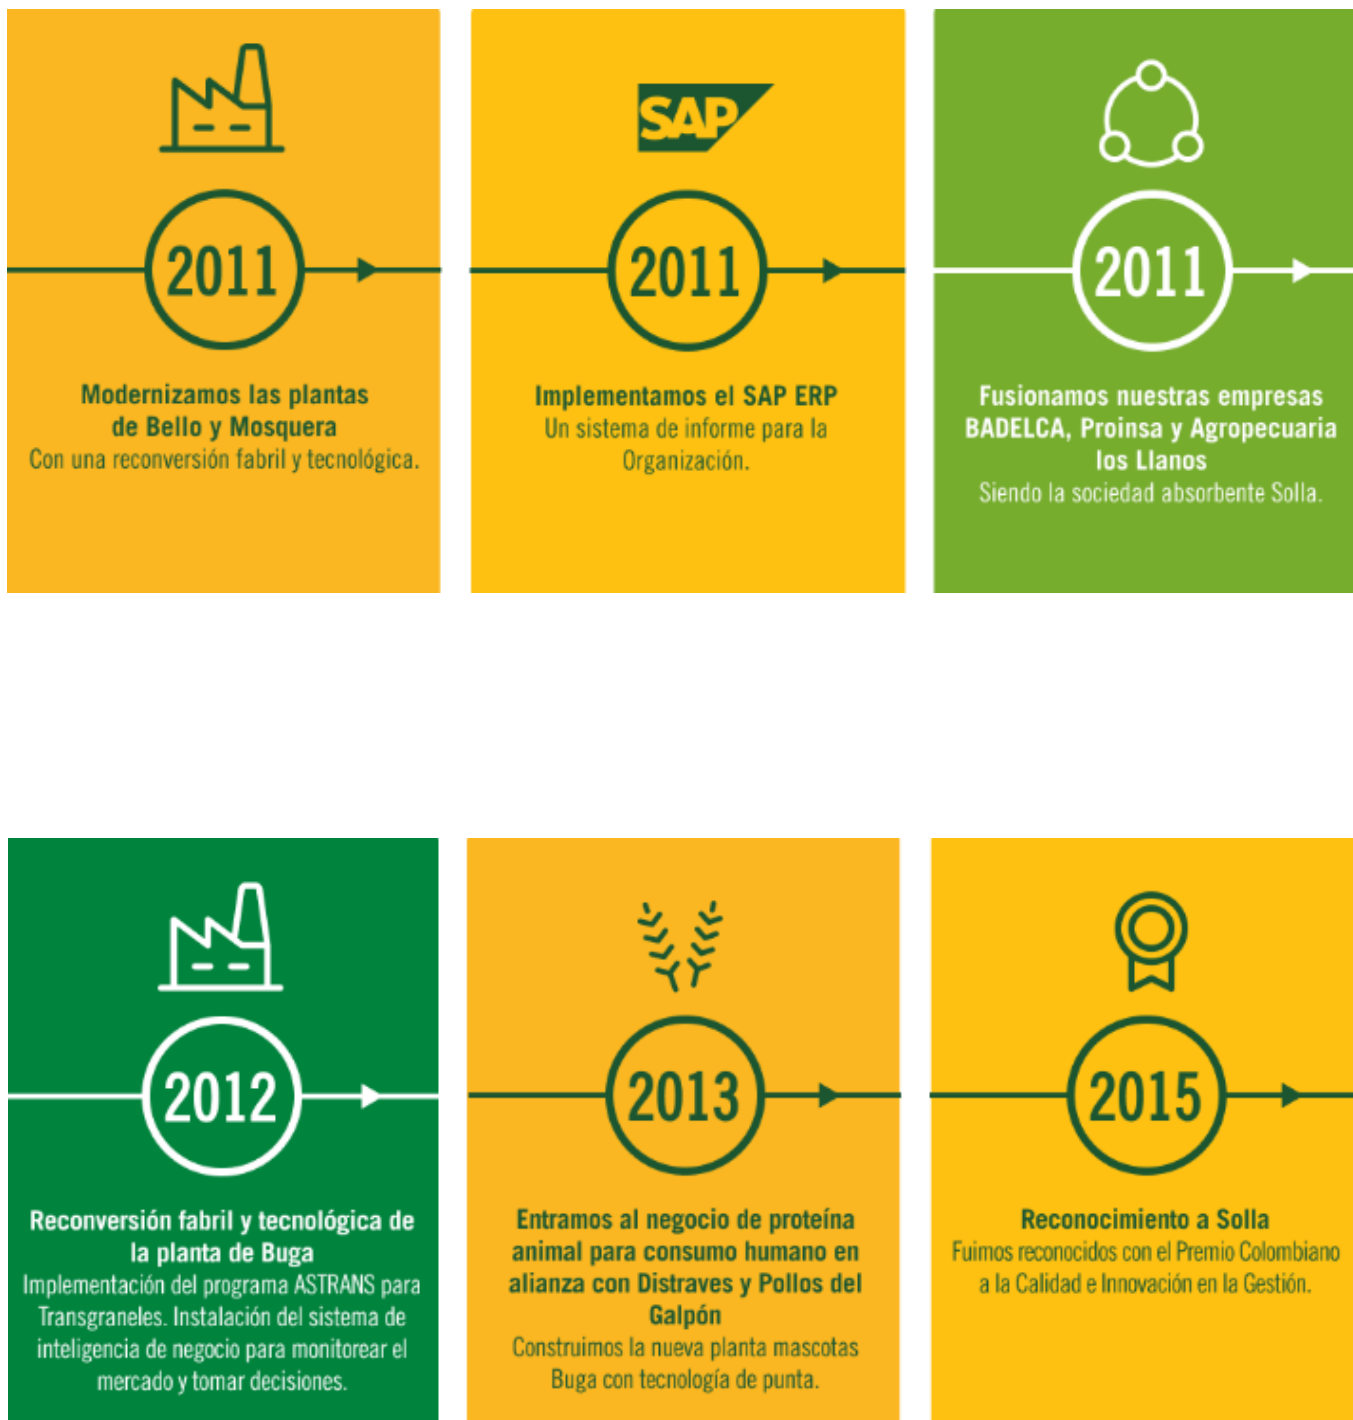 2011
Modernizamos las plantas
de Bello y Mosquera
Con una reconversión fabril y tecnológica.
SAP
2011
Implementamos el SAP ERP
Un sistema de informe para la
Organización.
2011
Fusionamos nuestras empresas
BADELCA, Proinsa y Agropecuaria
los Llanos
Siendo la sociedad absorbente Solla.
2012
Reconversión fabril y tecnológica de
la planta de Buga
Implementación del programa ASTRANS para
Transgraneles. Instalación del sistema de
inteligencia de negocio para monitorear el
mercado y tomar decisiones.
2013
Entramos al negocio de proteína
animal para consumo humano en
alianza con Distraves y Pollos del
Galpón
Construimos la nueva planta mascotas
Buga con tecnología de punta.
2015
Reconocimiento a Solla
Fuimos reconocidos con el Premio Colombiano
a la Calidad e Innovación en la Gestión.